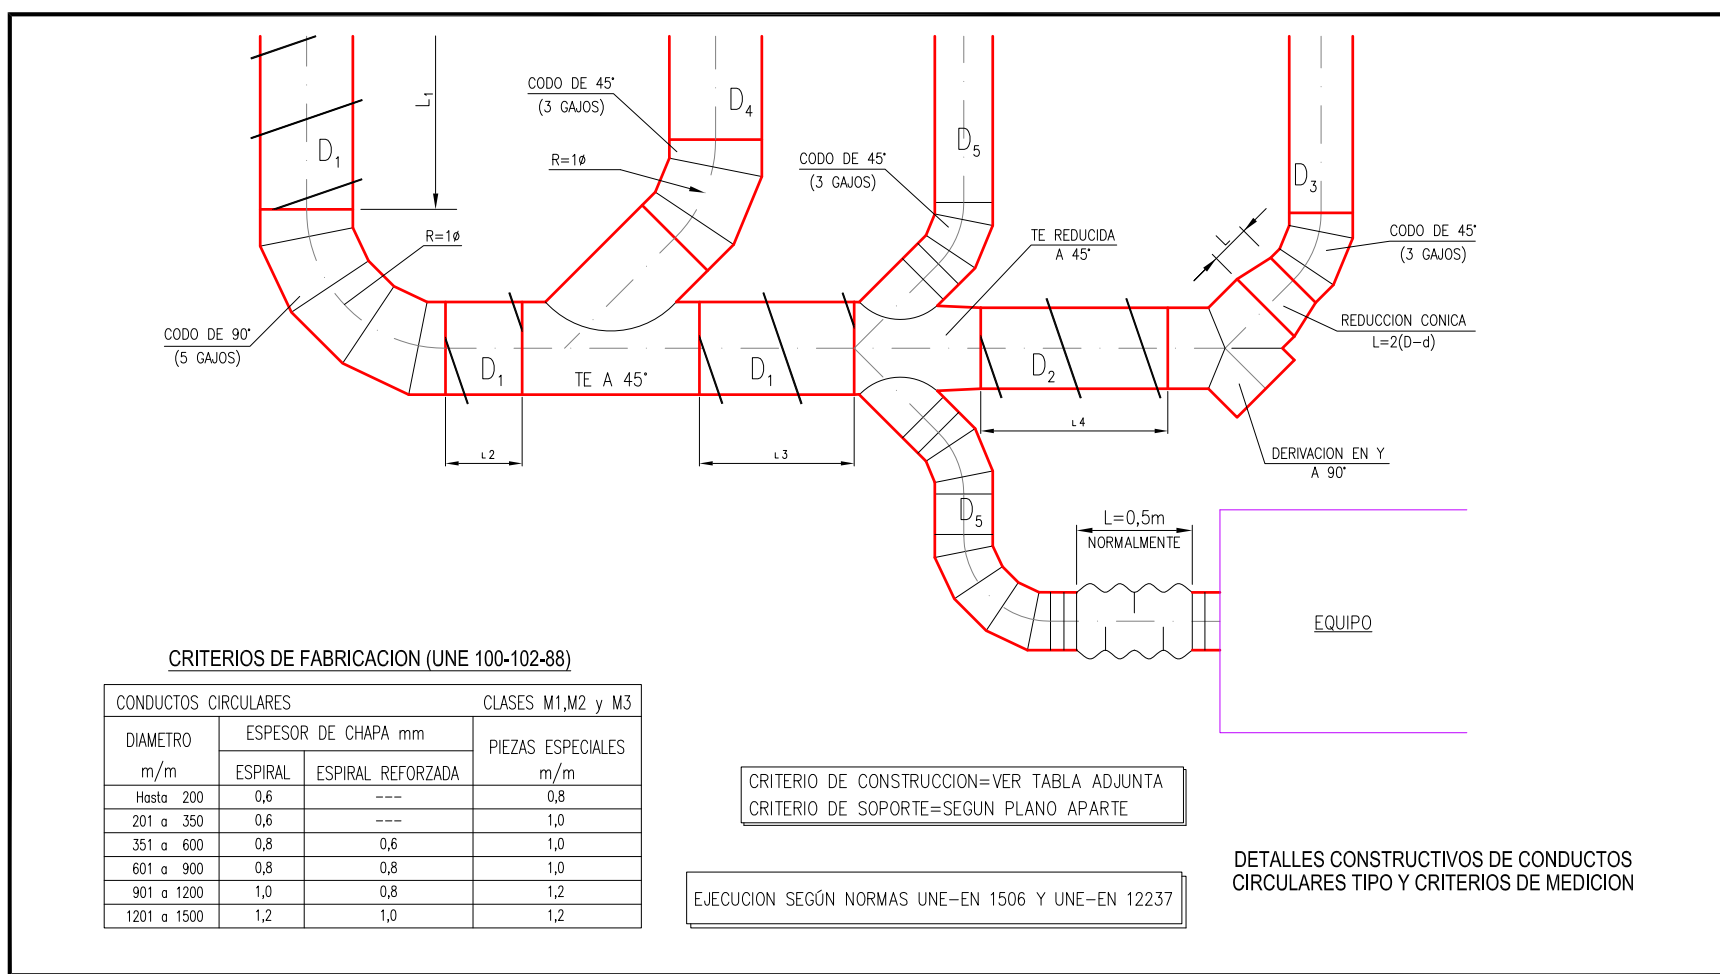 CODO DE 45°
(3 GAJOS)
L1
D1
D4
R=1ø
CODO DE 45°
(3 GAJOS)
D5
D3
R=1ø
TE REDUCIDA
A 45°
L
CODO DE 45°
(3 GAJOS)
CODO DE 90°
(5 GAJOS)
D1
TE A 45°
D1
D2
REDUCCION CONICA
L=2(D-d)
L2
L3
L4
DERIVACION EN Y
A 90°
D5
L=0,5m
NORMALMENTE
EQUIPO
CRITERIOS DE FABRICACION (UNE 100-102-88)
CONDUCTOS CIRCULARES CLASES M1,M2 y M3
DIAMETRO
m/m
ESPESOR DE CHAPA mm
PIEZAS ESPECIALES
m/m
ESPIRAL ESPIRAL REFORZADA
Hasta 200 0,6 --- 0,8
201 a 350 0,6 --- 1,0
351 a 600 0,8 0,6 1,0
601 a 900 0,8 0,8 1,0
901 a 1200 1,0 0,8 1,2
1201 a 1500 1,2 1,0 1,2
CRITERIO DE CONSTRUCCION=VER TABLA ADJUNTA
CRITERIO DE SOPORTE=SEGUN PLANO APARTE
EJECUCION SEGÚN NORMAS UNE-EN 1506 Y UNE-EN 12237
DETALLES CONSTRUCTIVOS DE CONDUCTOS
CIRCULARES TIPO Y CRITERIOS DE MEDICION